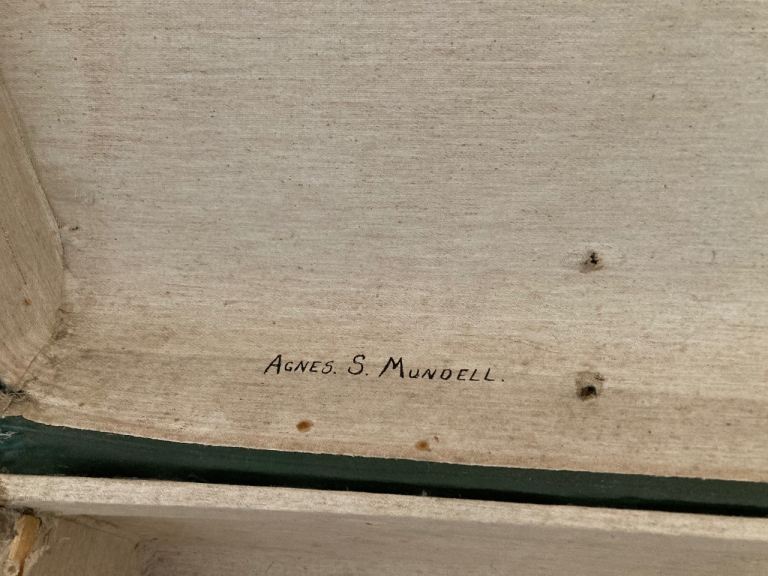 AGNES. S. MUNDELL.